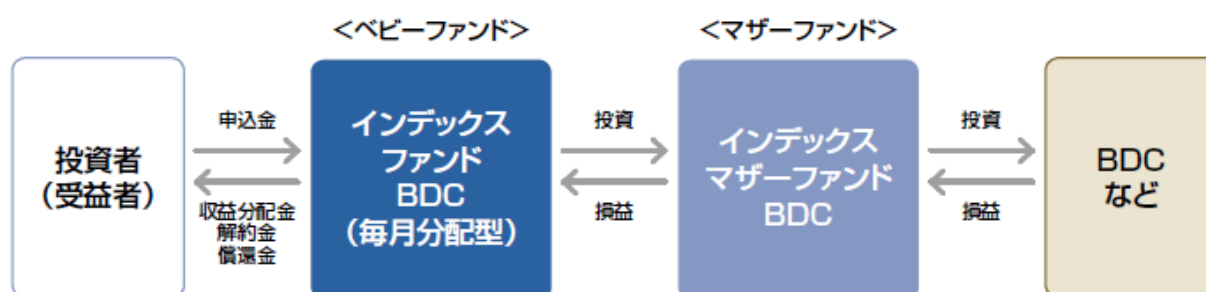 ＜ベビーファンド＞
＜マザーファンド＞
投資者
（受益者）
申込金
収益分配金
解約金
償還金
インデックス
ファンド
BDC
（毎月分配型）
投資
損益
インデックス
マザーファンド
BDC
投資
損益
BDC
など